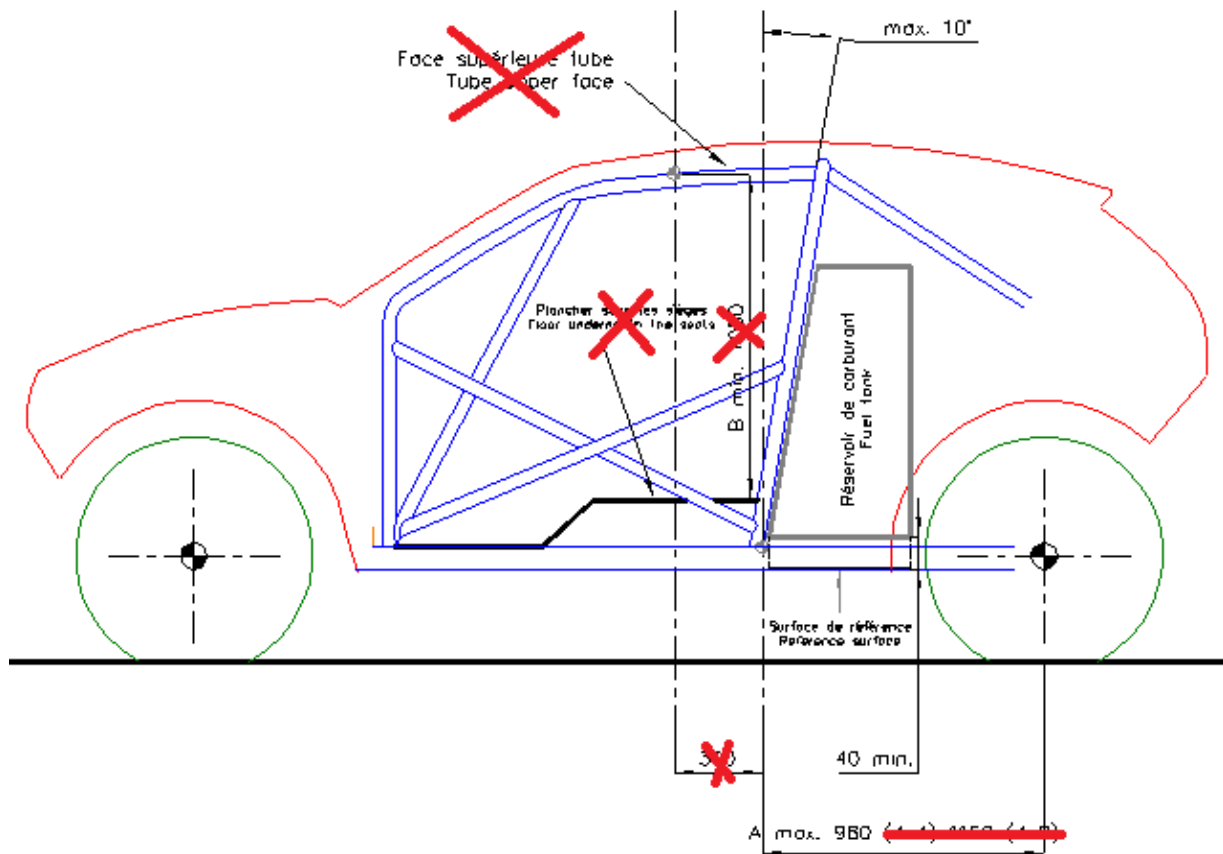 max. 10°
Face supérieure tube
Tube upper face
Plancher sous les sièges
Floor underneath the seats
B min.
Réservoir de carburant
Fuel tank
Surface de référence
Reference surface
40 min.
A max. 980